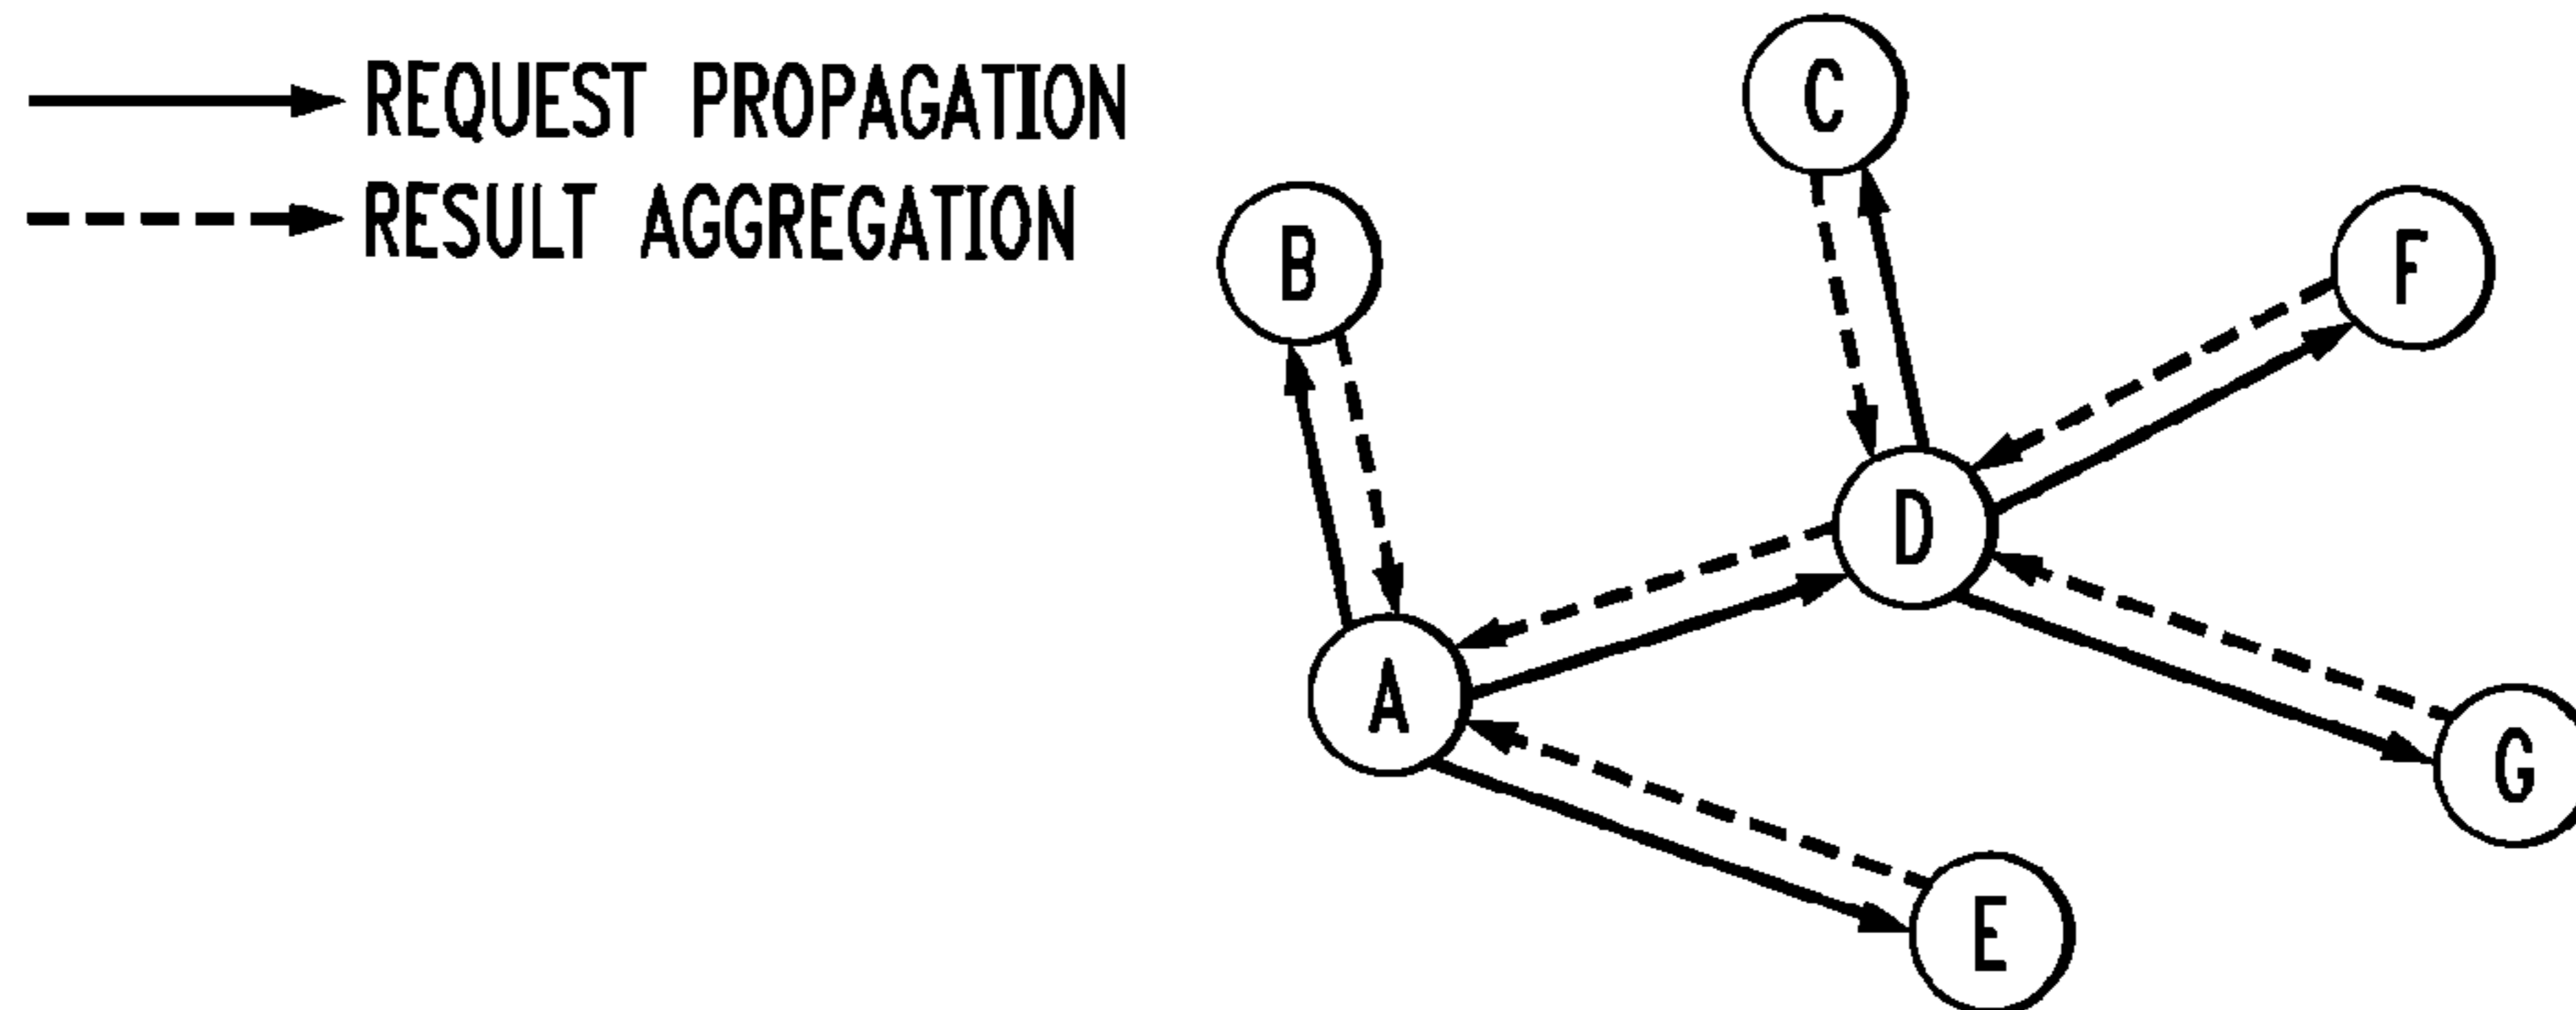 REQUEST PROPAGATION
RESULT AGGREGATION
C
B
F
D
A
G
E